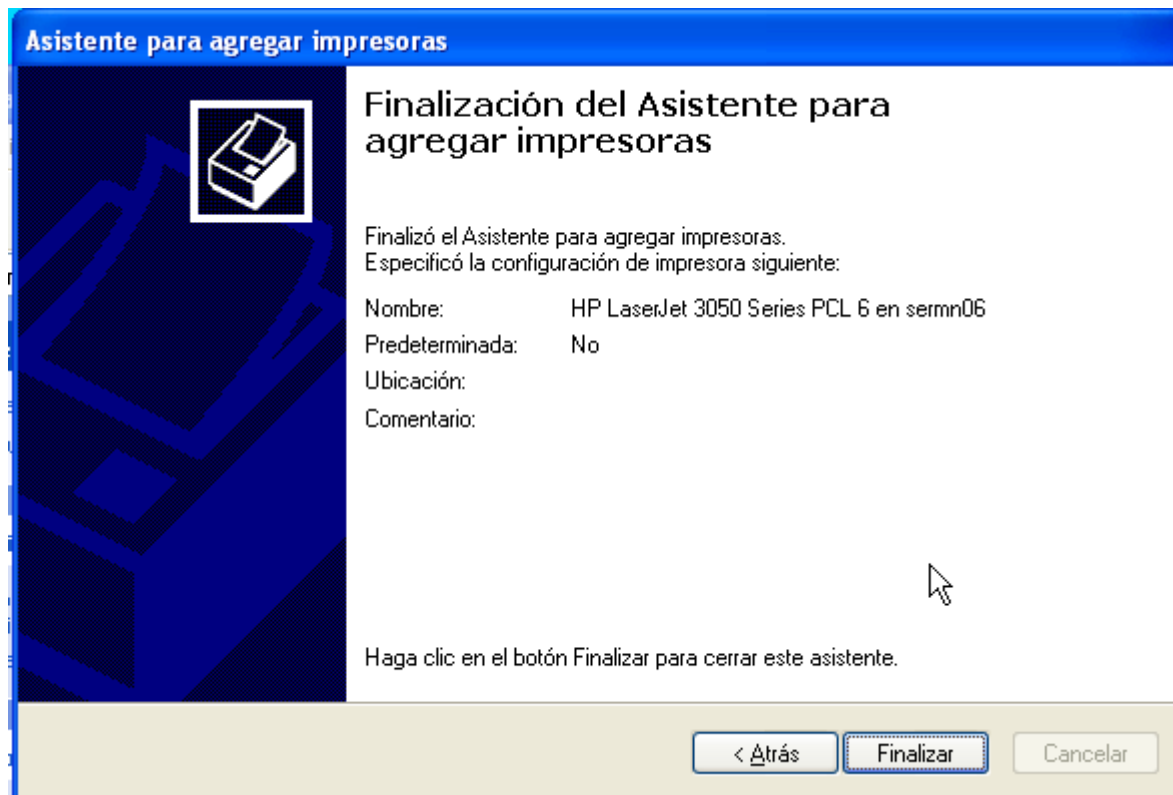 Asistente para agregar impresoras
Finalización del Asistente para
agregar impresoras
Finalizó el Asistente para agregar impresoras.
Especificó la configuración de impresora siguiente:
Nombre: HP LaserJet 3050 Series PCL 6 en sermn06
Predeterminada: No
Ubicación:
Comentario:
Haga clic en el botón Finalizar para cerrar este asistente.
< Atrás Finalizar Cancelar